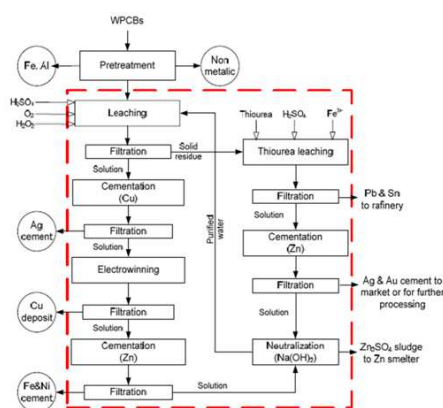 WPCBs
Fe, Al
Pretreatment
Non
metalic
H₂SO₄
O₂
H₂O₂
Leaching
Thiourea
H₂SO₄
Fe³⁺
Filtration
Solid
residue
Thiourea leaching
Solution
Cementation
(Cu)
Filtration
Pb & Sn
to rafinery
Solution
Ag
cement
Filtration
Purified
water
Cementation
(Zn)
Solution
Electrowinning
Filtration
Ag & Au cement to
market or for further
processing
Cu
deposit
Filtration
Solution
Solution
Cementation
(Zn)
Neutralization
(Na(OH)₂)
ZnSO₄ sludge
to Zn smelter
Fe&Ni
cement
Filtration
Solution